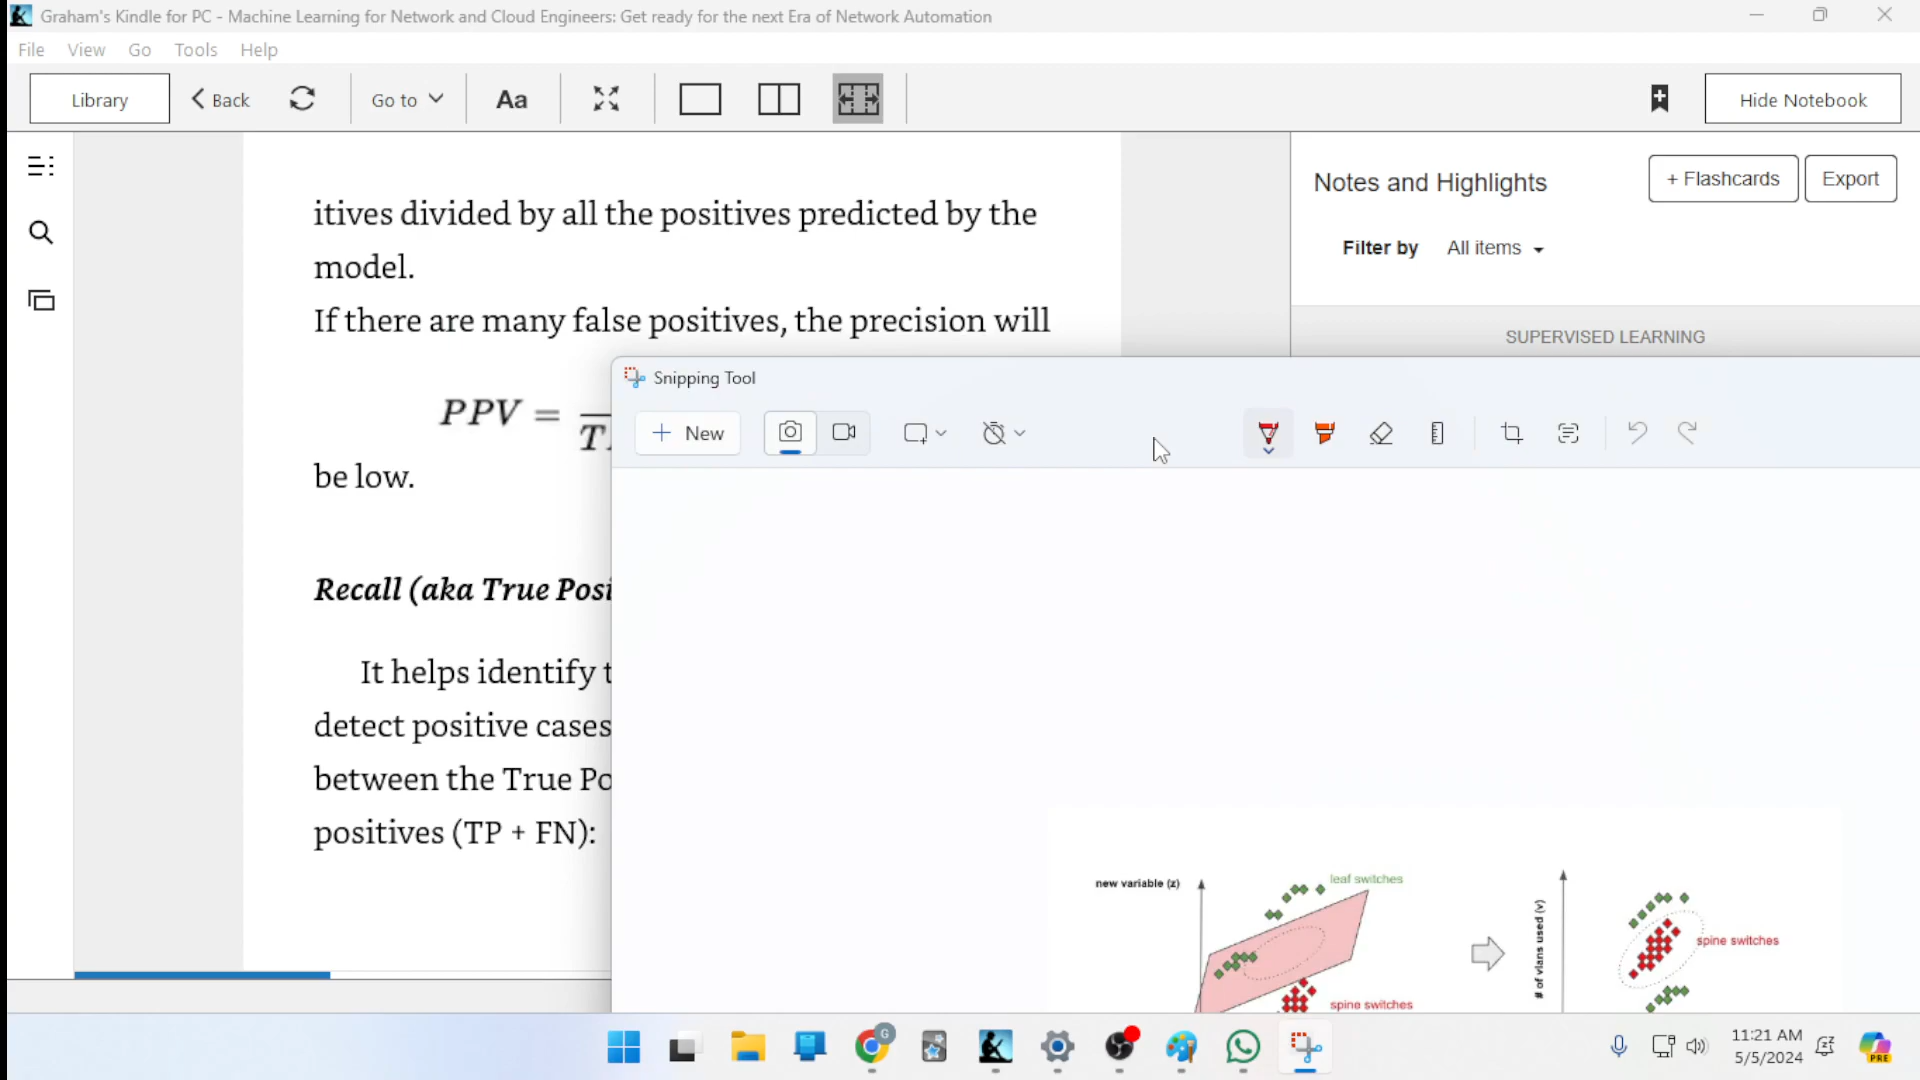 Graham's Kindle for PC - Machine Learning for Network and Cloud Engineers: Get ready for the next Era of Network Automation
File View Go Tools Help
Library Back Go to Aa Hide Notebook
itives divided by all the positives predicted by the
model.
If there are many false positives, the precision will
PPV =
be low.
Recall (aka True Posi
It helps identify t
detect positive cases
between the True Po
positives (TP + FN):
Notes and Highlights
+ Flashcards
Export
Filter by All items
SUPERVISED LEARNING
Snipping Tool
New
new variable (z)
leaf switches
spine switches
# of vlans used (v)
spine switches
G
PRE
11:21 AM
5/5/2024